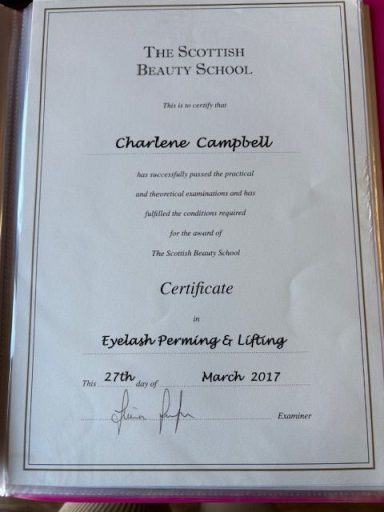 THE SCOTTISH
BEAUTY SCHOOL
This is to certify that
Charlene Campbell
has successfully passed the practical
and theoretical examinations and has
fulfilled the conditions required
for the award of
The Scottish Beauty School
Certificate
in
Eyelash Perming & Lifting
This 27th day of March 2017
Examiner